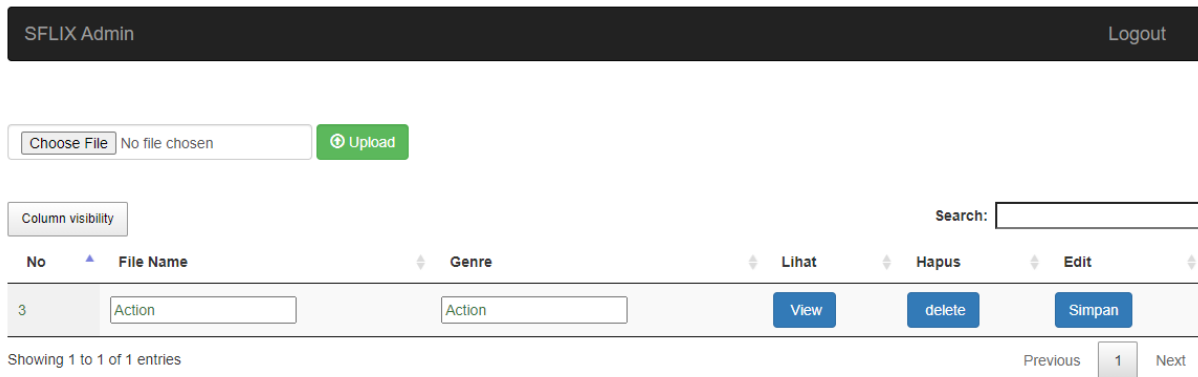 SFLIX Admin Logout
Choose File No file chosen Upload
Column visibility Search:
No File Name Genre Lihat Hapus Edit
3 Action Action View delete Simpan
Showing 1 to 1 of 1 entries Previous 1 Next